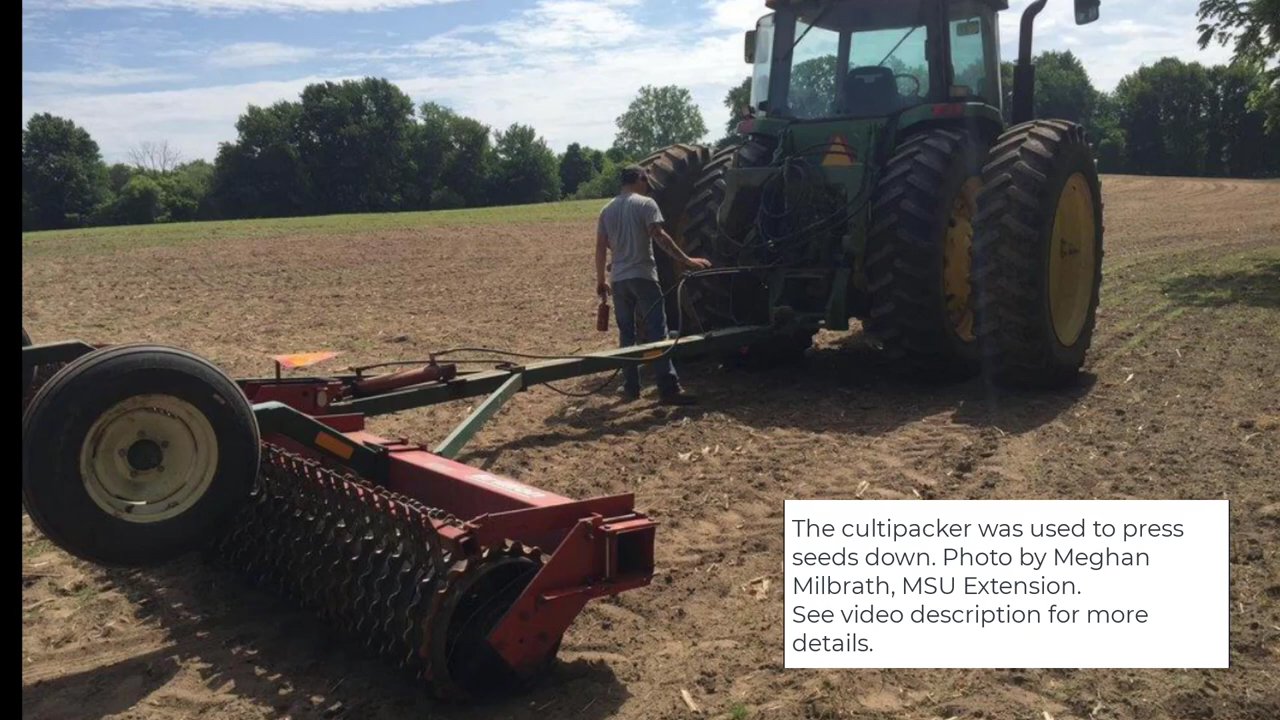 The cultipacker was used to press
seeds down. Photo by Meghan
Milbrath, MSU Extension.
See video description for more
details.